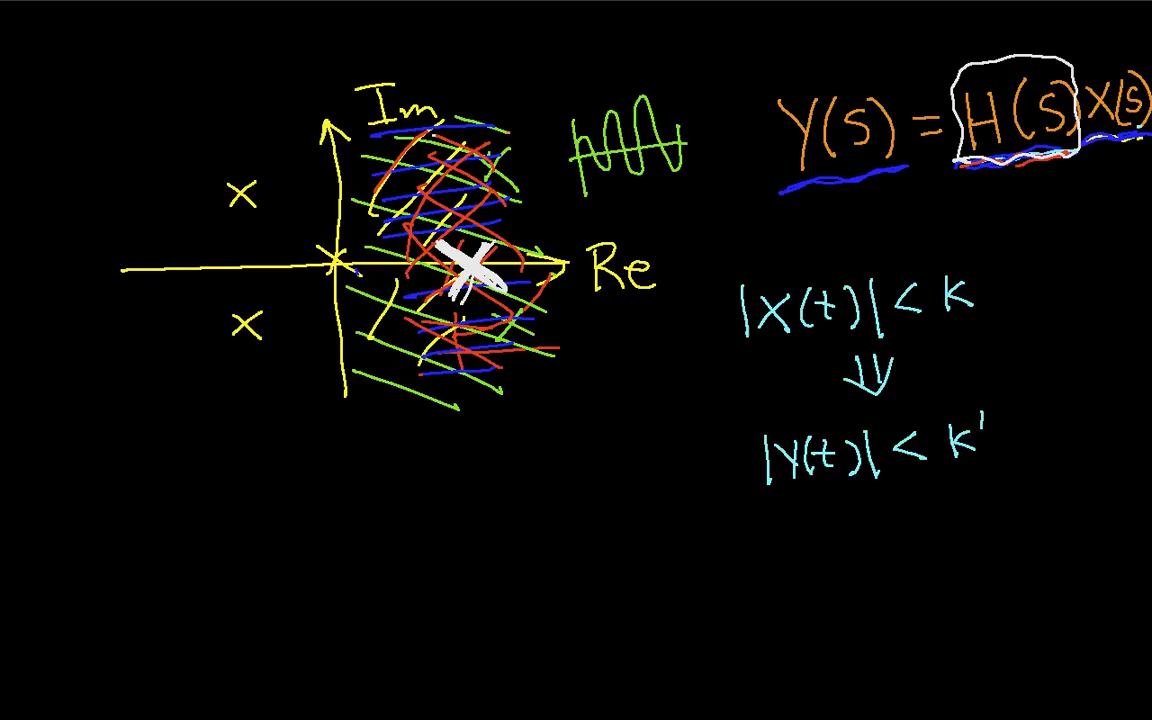 Im
Y(s) = H(s)X(s)
Re
|X(t)| < K
⇓
|Y(t)| < K'